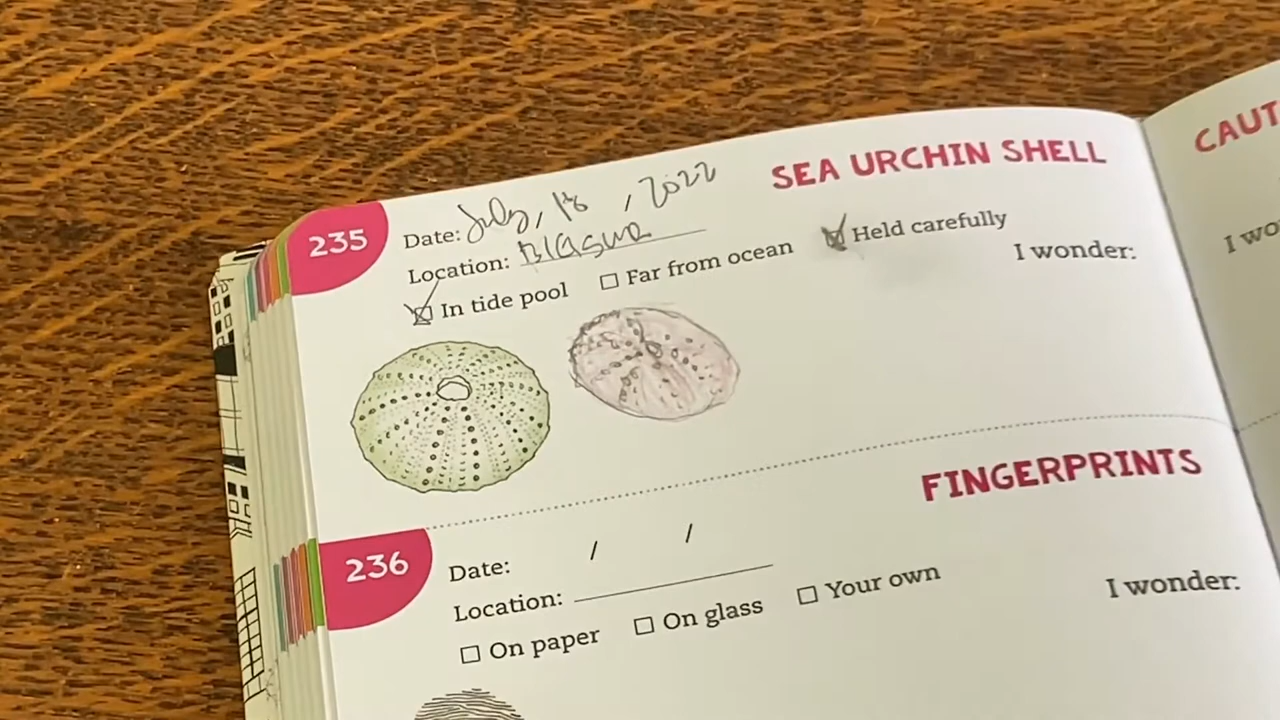 SEA URCHIN SHELL
235
Date: July, 18 / 2022
Location:
☒ In tide pool ☐ Far from ocean ☒ Held carefully
I wonder:
FINGERPRINTS
236
Date: / /
Location:
☐ On paper ☐ On glass ☐ Your own
I wonder:
CAUT
I wo